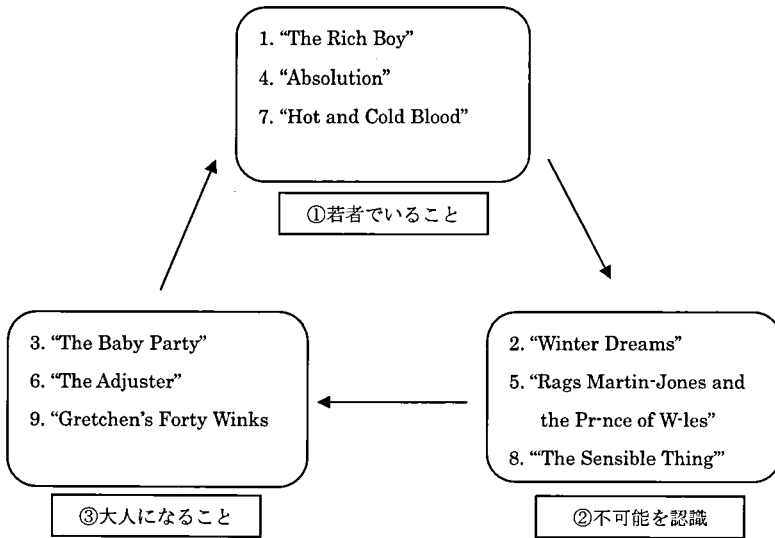 1. “The Rich Boy”
4. “Absolution”
7. “Hot and Cold Blood”
①若者でいること
3. “The Baby Party”
6. “The Adjuster”
9. “Gretchen’s Forty Winks
③大人になること
2. “Winter Dreams”
5. “Rags Martin-Jones and
the Pr-nce of W-les”
8. “‘The Sensible Thing’”
②不可能を認識